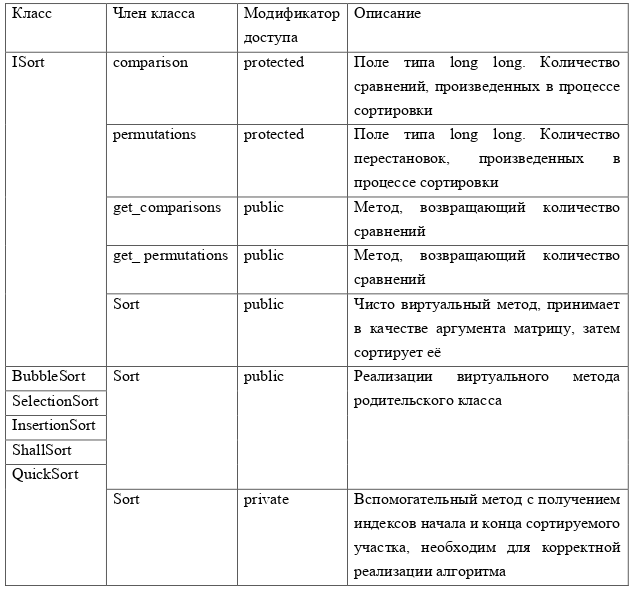 Класс Член класса Модификатор доступа Описание
ISort comparison protected Поле типа long long. Количество
сравнений, произведенных в процессе
сортировки
permutations protected Поле типа long long. Количество
перестановок, произведенных в
процессе сортировки
get_comparisons public Метод, возвращающий количество
сравнений
get_ permutations public Метод, возвращающий количество
сравнений
Sort public Чисто виртуальный метод, принимает
в качестве аргумента матрицу, затем
сортирует её
BubbleSort Sort public Реализации виртуального метода
родительского класса
SelectionSort
InsertionSort
ShallSort
QuickSort
Sort private Вспомогательный метод с получением
индексов начала и конца сортируемого
участка, необходим для корректной
реализации алгоритма